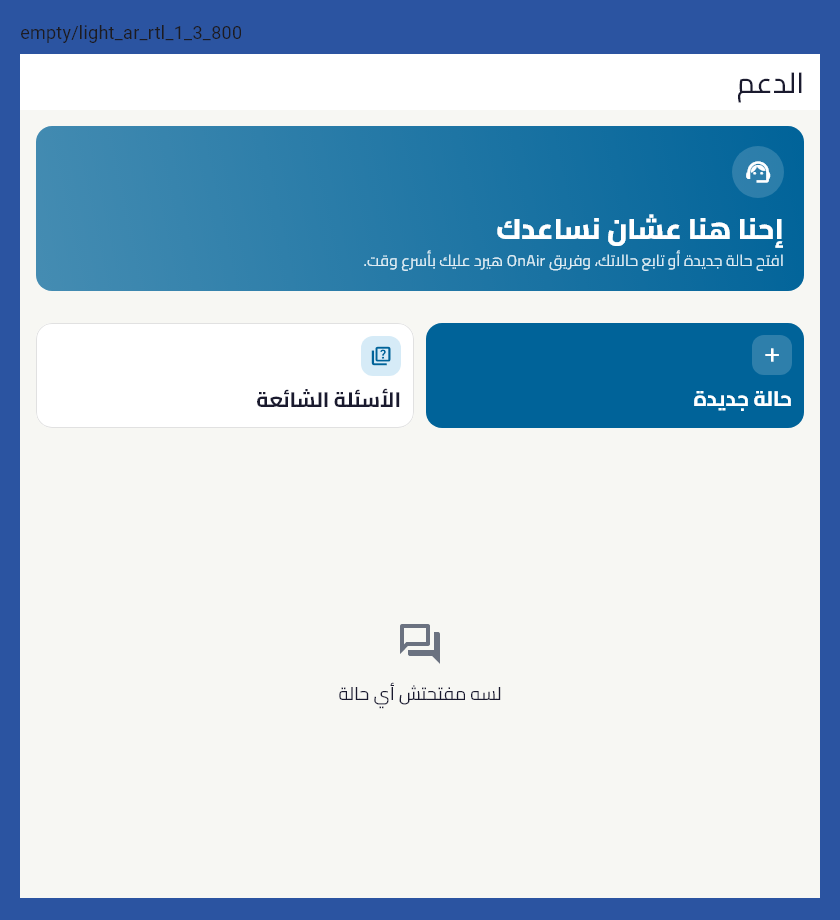 empty/light_ar_rtl_1_3_800
الدعم
إحنا هنا عشان نساعدك
افتح حالة جديدة أو تابع حالاتك، وفريق OnAir هيرد عليك بأسرع وقت.
حالة جديدة
الأسئلة الشائعة
لسه مفتحتش أي حالة